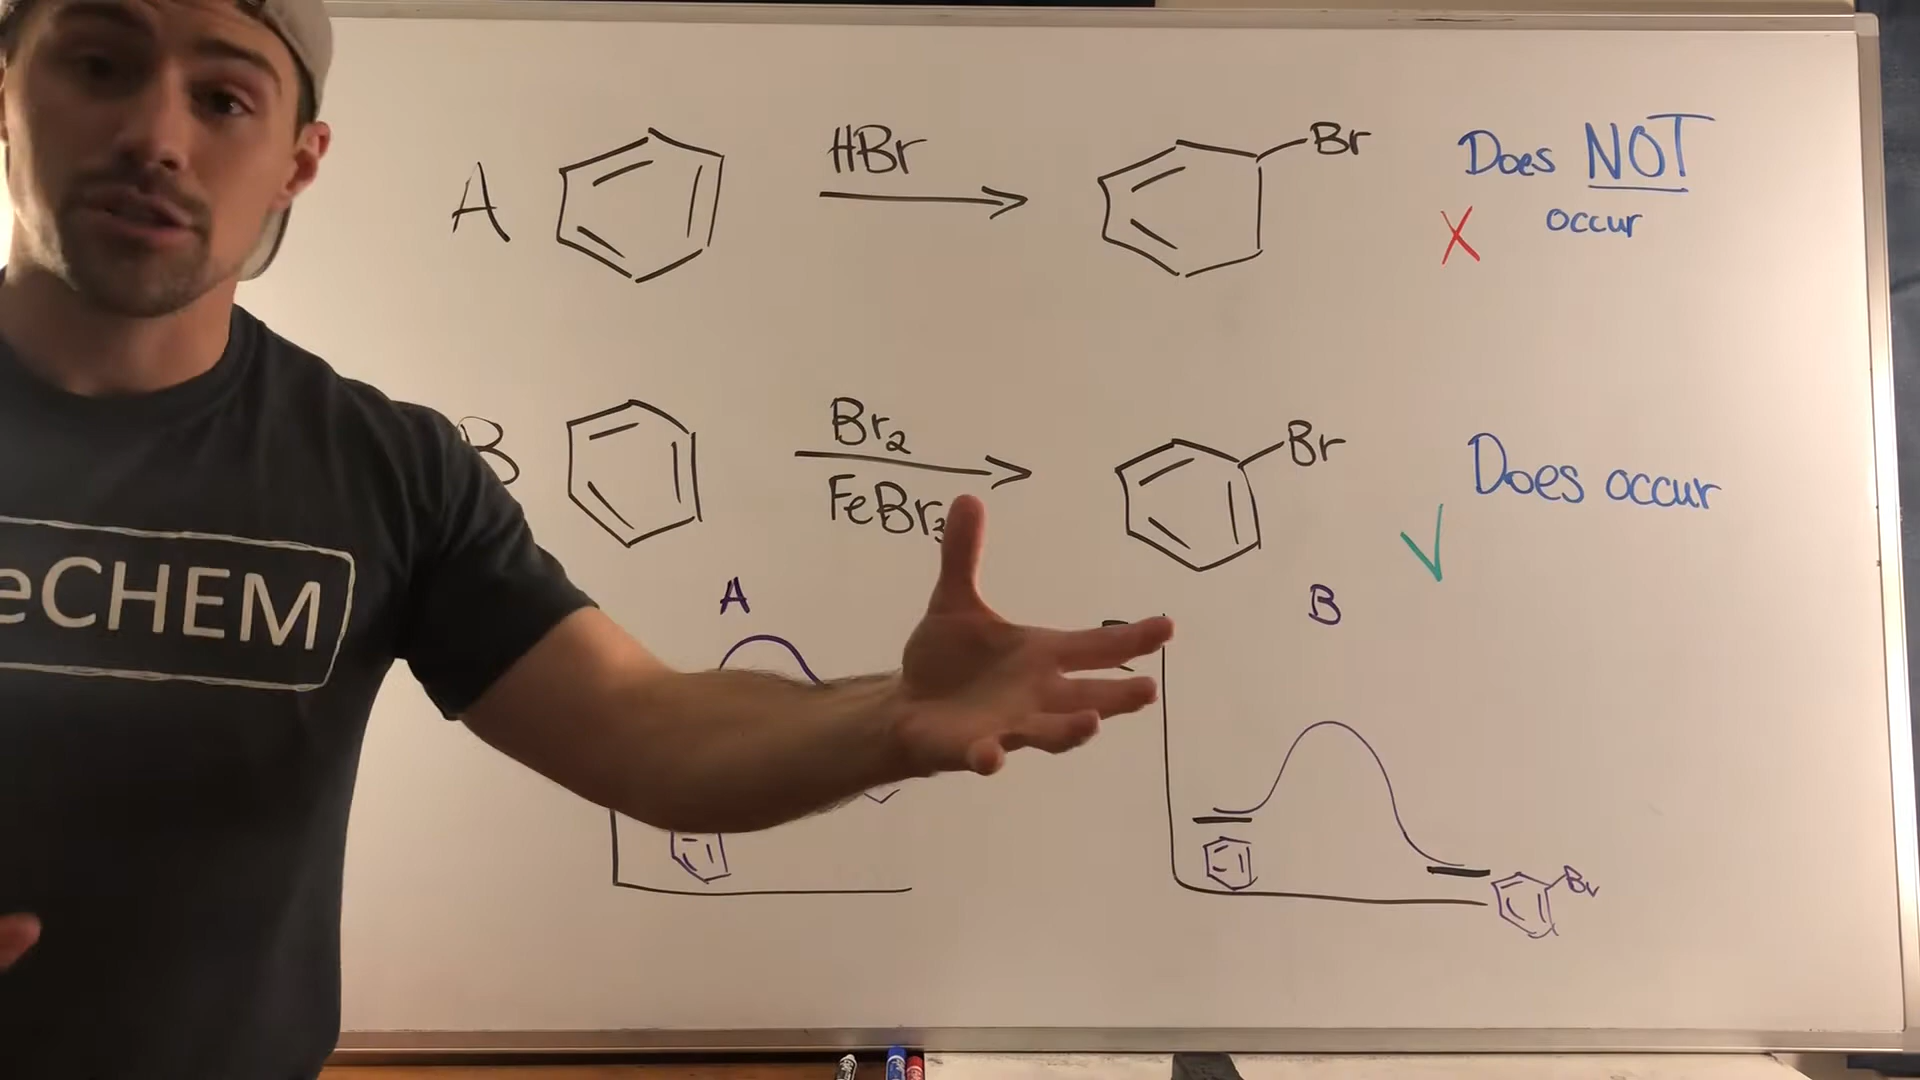 A
HBr
Br
Does NOT
occur
X
B
Br2
FeBr3
Br
Does occur
A
B
Br
eCHEM